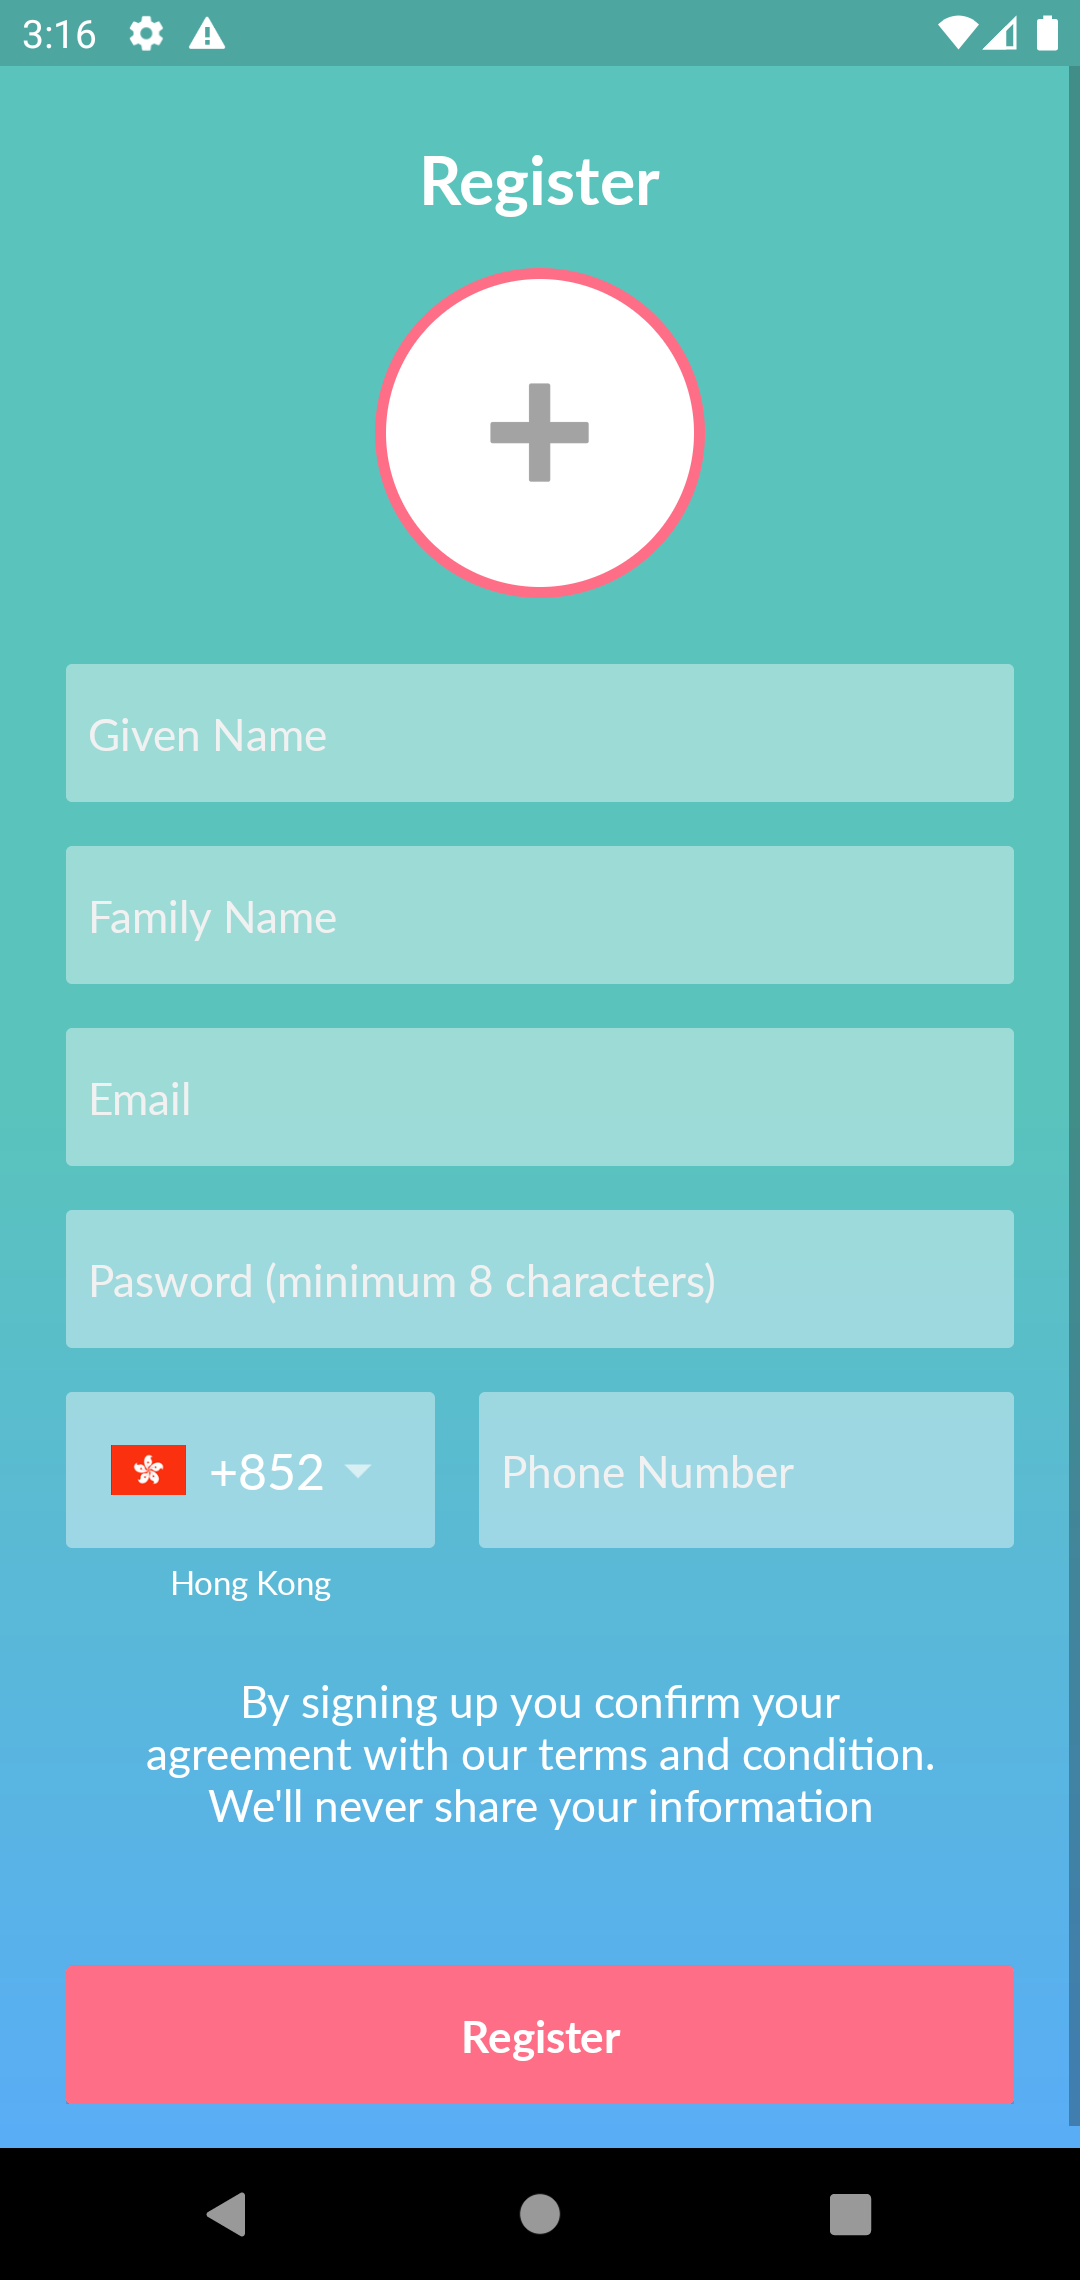 3:16
Register
Given Name
Family Name
Email
Pasword (minimum 8 characters)
+852
Phone Number
Hong Kong
By signing up you confirm your
agreement with our terms and condition.
We'll never share your information
Register